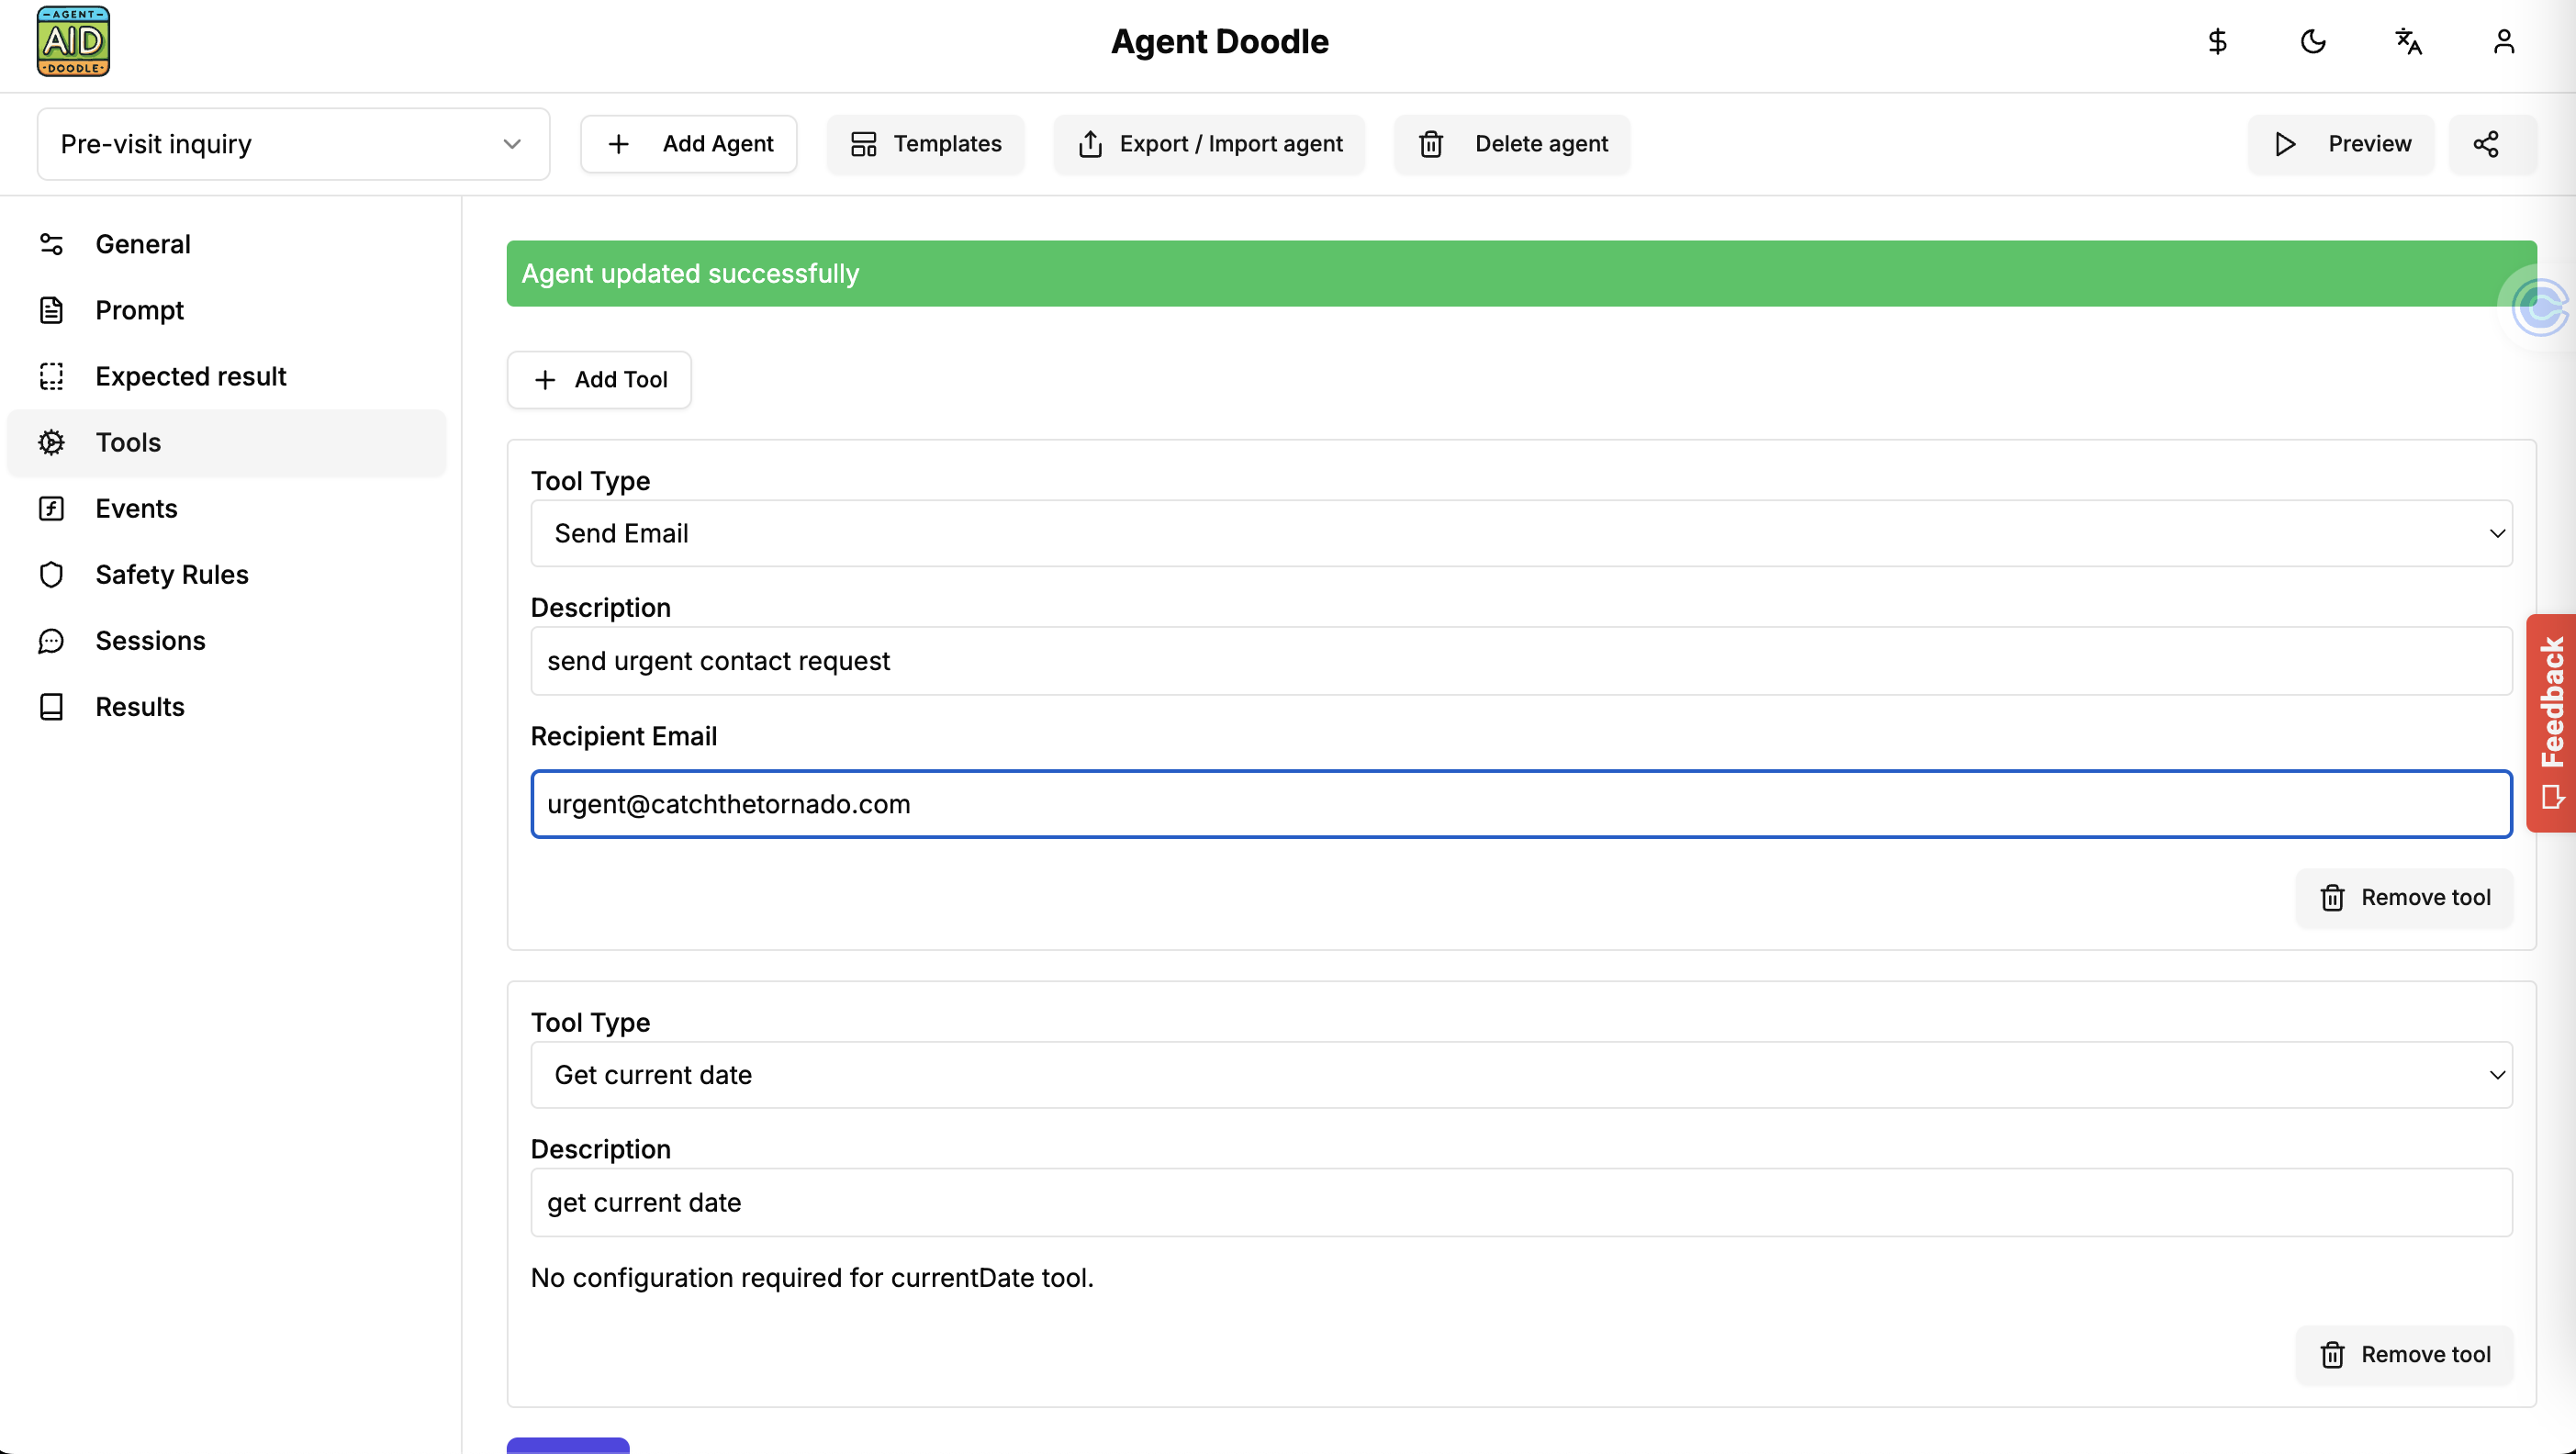 AGENT
AID
DOODLE
Agent Doodle
Pre-visit inquiry
Add Agent
Templates
Export / Import agent
Delete agent
Preview
General
Prompt
Expected result
Tools
Events
Safety Rules
Sessions
Results
Agent updated successfully
Add Tool
Tool Type
Send Email
Description
send urgent contact request
Recipient Email
urgent@catchthetornado.com
Remove tool
Tool Type
Get current date
Description
get current date
No configuration required for currentDate tool.
Remove tool
Feedback